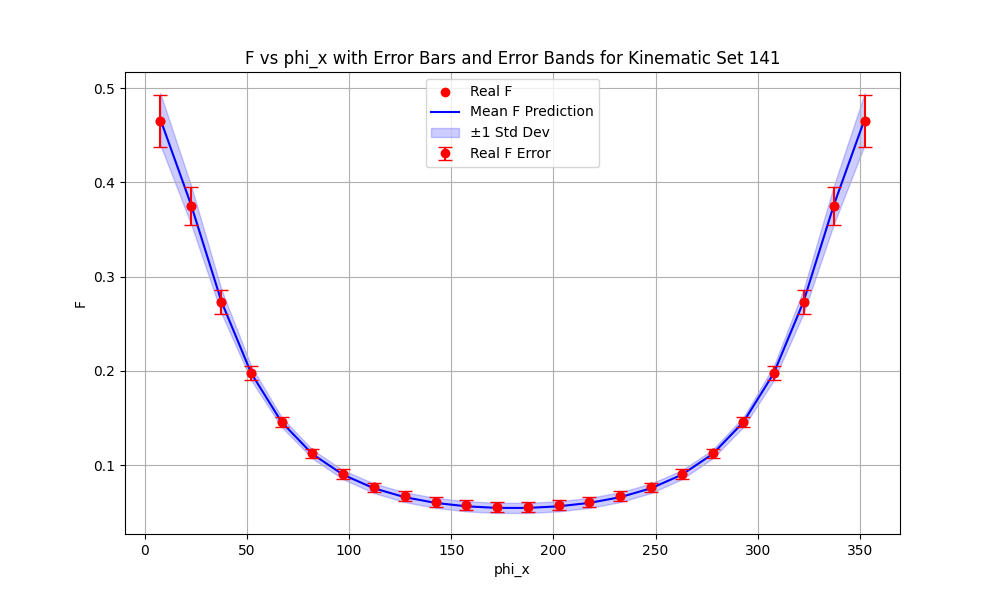 F vs phi_x with Error Bars and Error Bands for Kinematic Set 141
Real F
Mean F Prediction
±1 Std Dev
Real F Error
0.5
0.4
0.3
0.2
0.1
F
0 50 100 150 200 250 300 350
phi_x